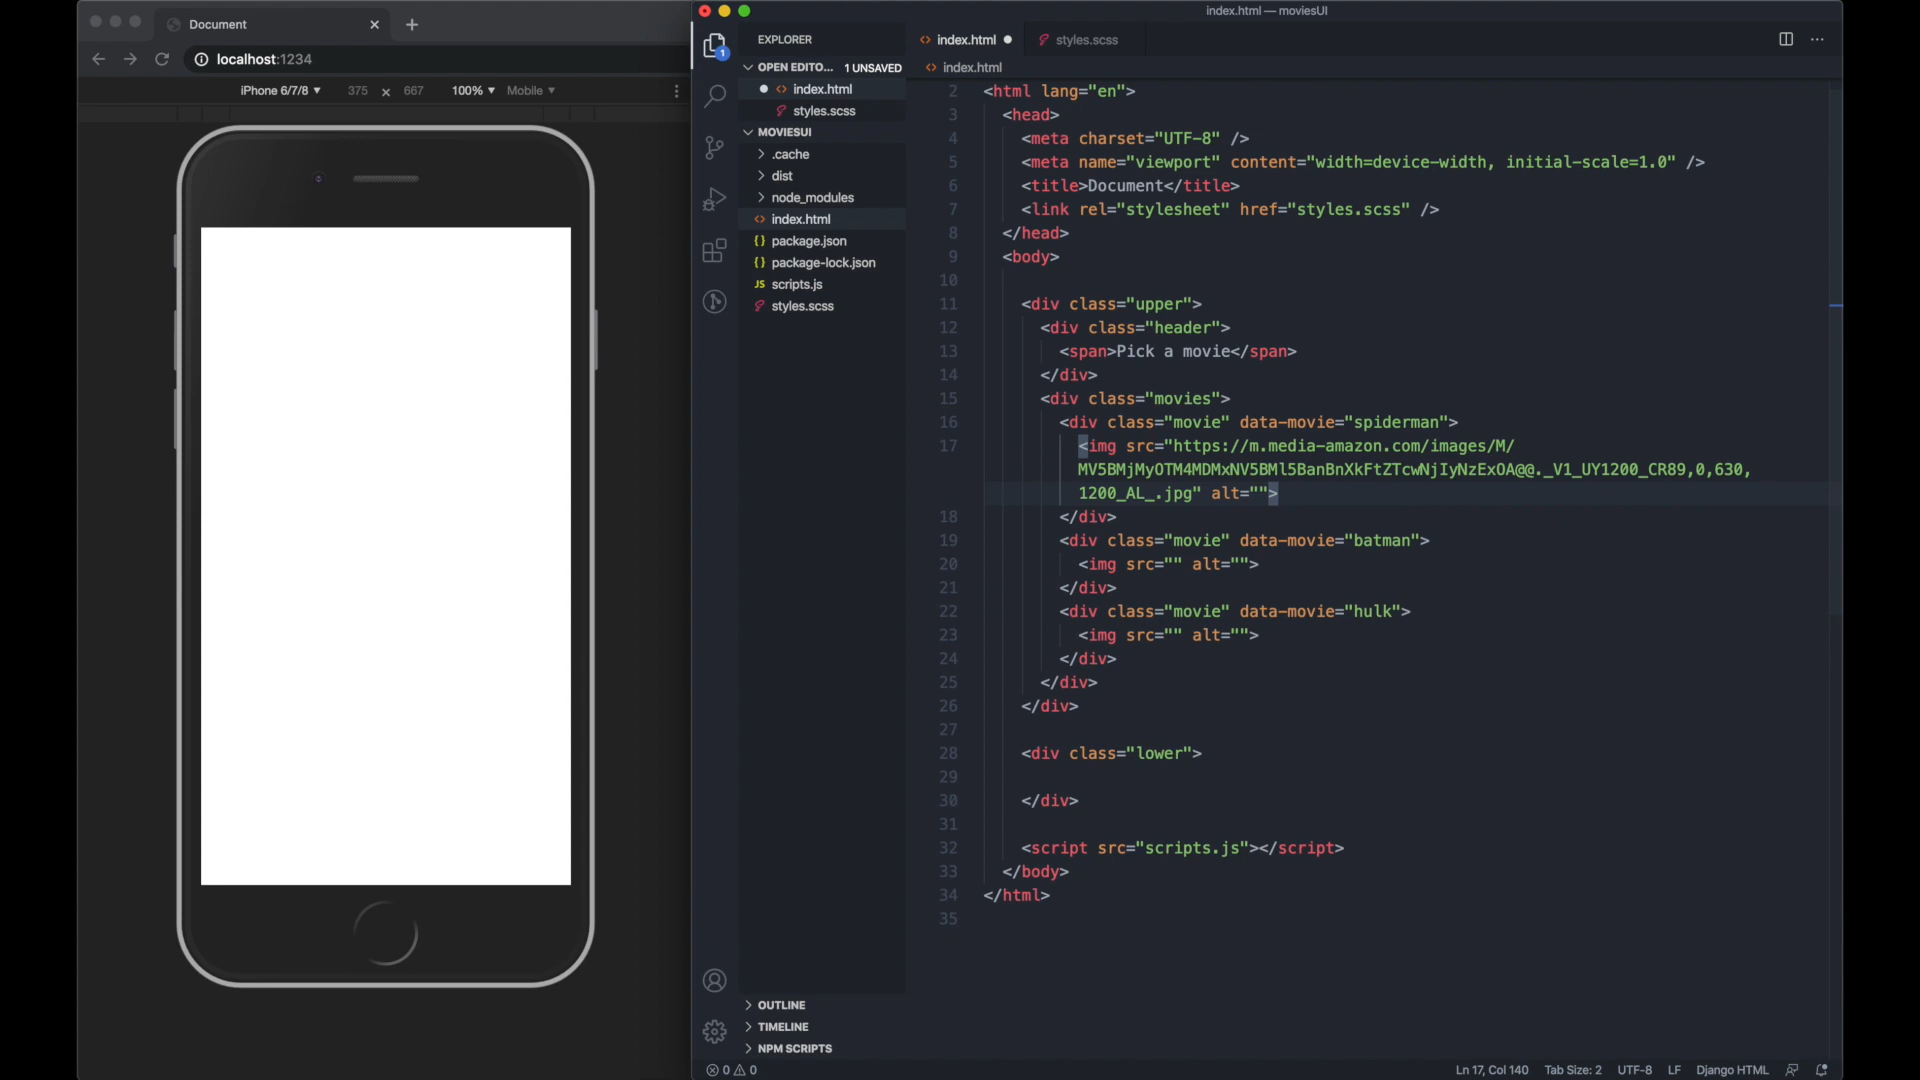 Document
localhost:1234
iPhone 6/7/8 ▼ 375 x 667 100% ▼ Mobile ▼
index.html — moviesUI
EXPLORER
OPEN EDITO... 1 UNSAVED
index.html
styles.scss
MOVIESUI
.cache
dist
node_modules
index.html
package.json
package-lock.json
JS scripts.js
styles.scss
OUTLINE
TIMELINE
NPM SCRIPTS
1
index.html
styles.scss
index.html
2 <html lang="en">
3 <head>
4 <meta charset="UTF-8" />
5 <meta name="viewport" content="width=device-width, initial-scale=1.0" />
6 <title>Document</title>
7 <link rel="stylesheet" href="styles.scss" />
8 </head>
9 <body>
10
11 <div class="upper">
12 <div class="header">
13 <span>Pick a movie</span>
14 </div>
15 <div class="movies">
16 <div class="movie" data-movie="spiderman">
17 <img src="https://m.media-amazon.com/images/M/
MV5BMjMyOTM4MDMxNV5BMl5BanBnXkFtZTcwNjIyNzExOA@@._V1_UY1200_CR89,0,630,
1200_AL_.jpg" alt="">
18 </div>
19 <div class="movie" data-movie="batman">
20 <img src="" alt="">
21 </div>
22 <div class="movie" data-movie="hulk">
23 <img src="" alt="">
24 </div>
25 </div>
26 </div>
27
28 <div class="lower">
29
30 </div>
31
32 <script src="scripts.js"></script>
33 </body>
34 </html>
35
0 0
Ln 17, Col 140 Tab Size: 2 UTF-8 LF Django HTML